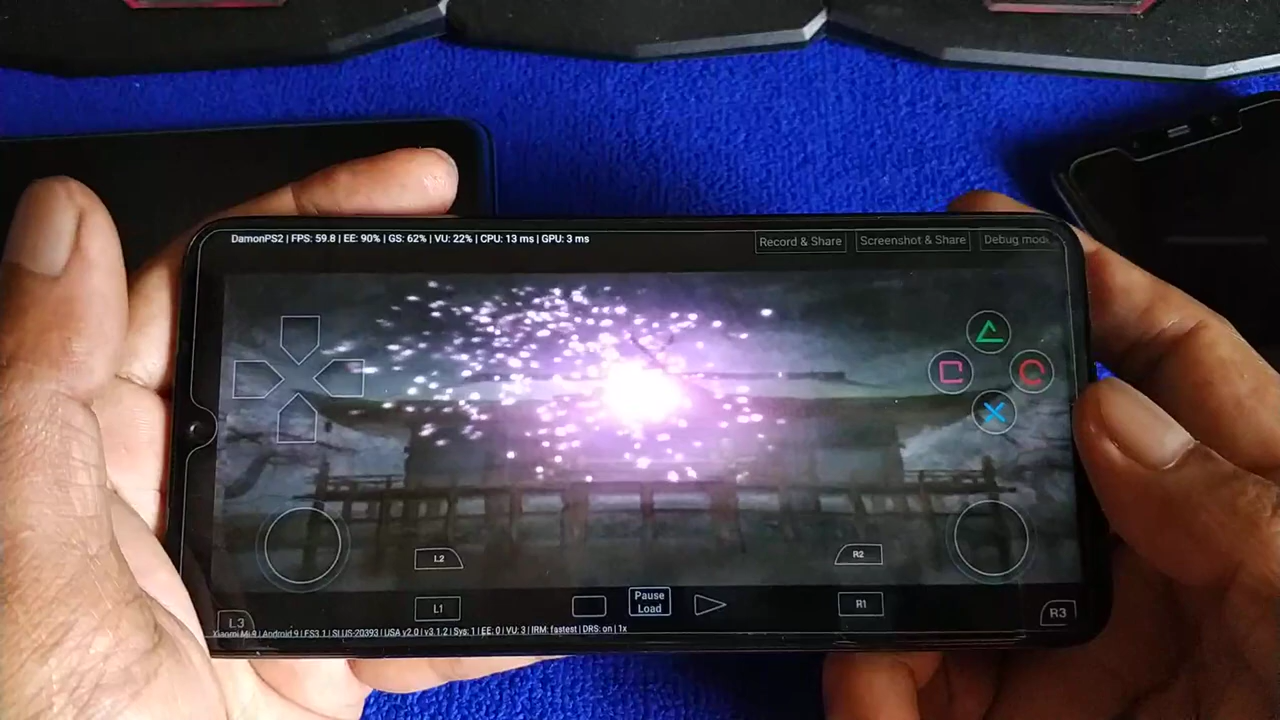 DamonPS2 | FPS: 59.8 | EE: 90% | GS: 62% | VU: 22% | CPU: 13 ms | GPU: 3 ms
Record & Share
Screenshot & Share
Debug mod
L2
R2
L1
Pause
Load
R1
L3
R3
Xiaomi MI 9 | Android 9 | ES3.1 | SLUS-20393 | USA v2.0 | v3.1.2 | Sys: 1 | EE: 0 | VU: 3 | IRM: fastest | DRS: on | 1x